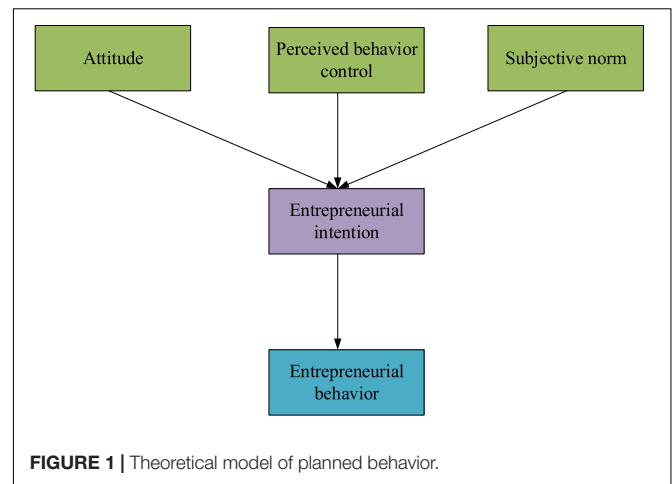 Attitude
Perceived behavior
control
Subjective norm
Entrepreneurial
intention
Entrepreneurial
behavior
FIGURE 1 | Theoretical model of planned behavior.